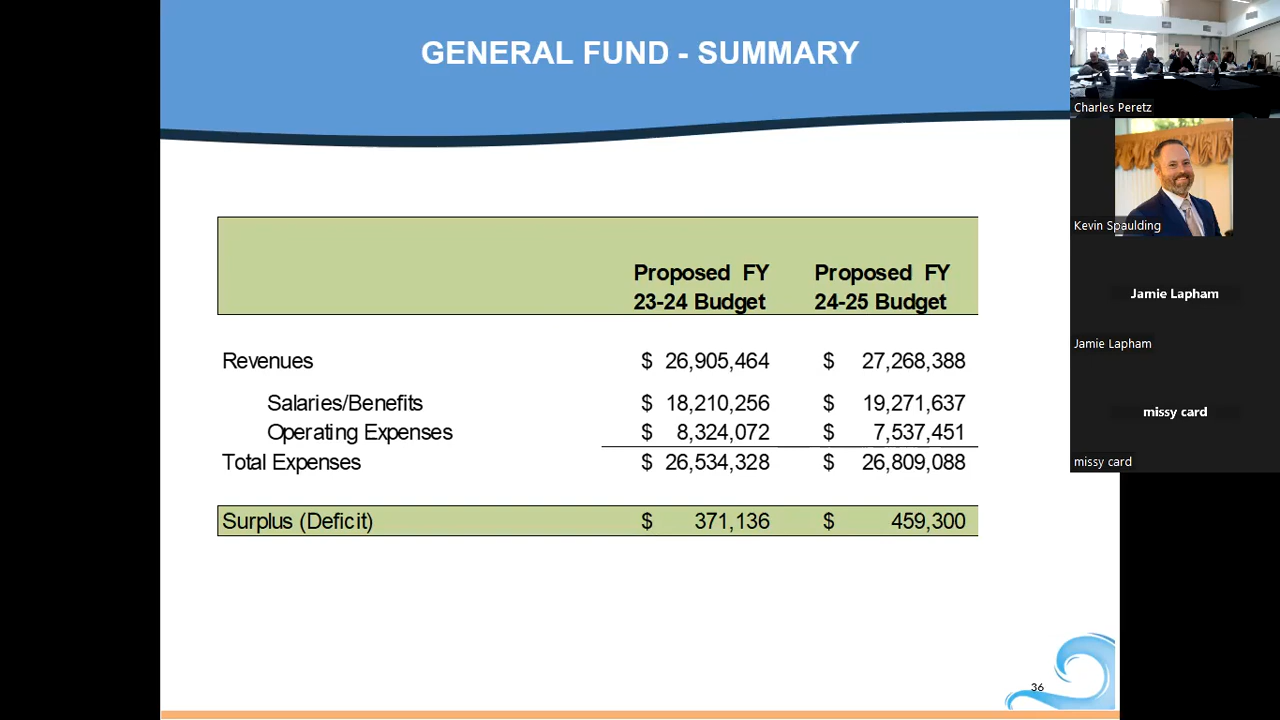 GENERAL FUND - SUMMARY
Proposed FY 23-24 Budget
Proposed FY 24-25 Budget
Revenues $ 26,905,464 $ 27,268,388
Salaries/Benefits $ 18,210,256 $ 19,271,637
Operating Expenses $ 8,324,072 $ 7,537,451
Total Expenses $ 26,534,328 $ 26,809,088
Surplus (Deficit) $ 371,136 $ 459,300
36
Charles Peretz
Kevin Spaulding
Jamie Lapham
Jamie Lapham
missy card
missy card